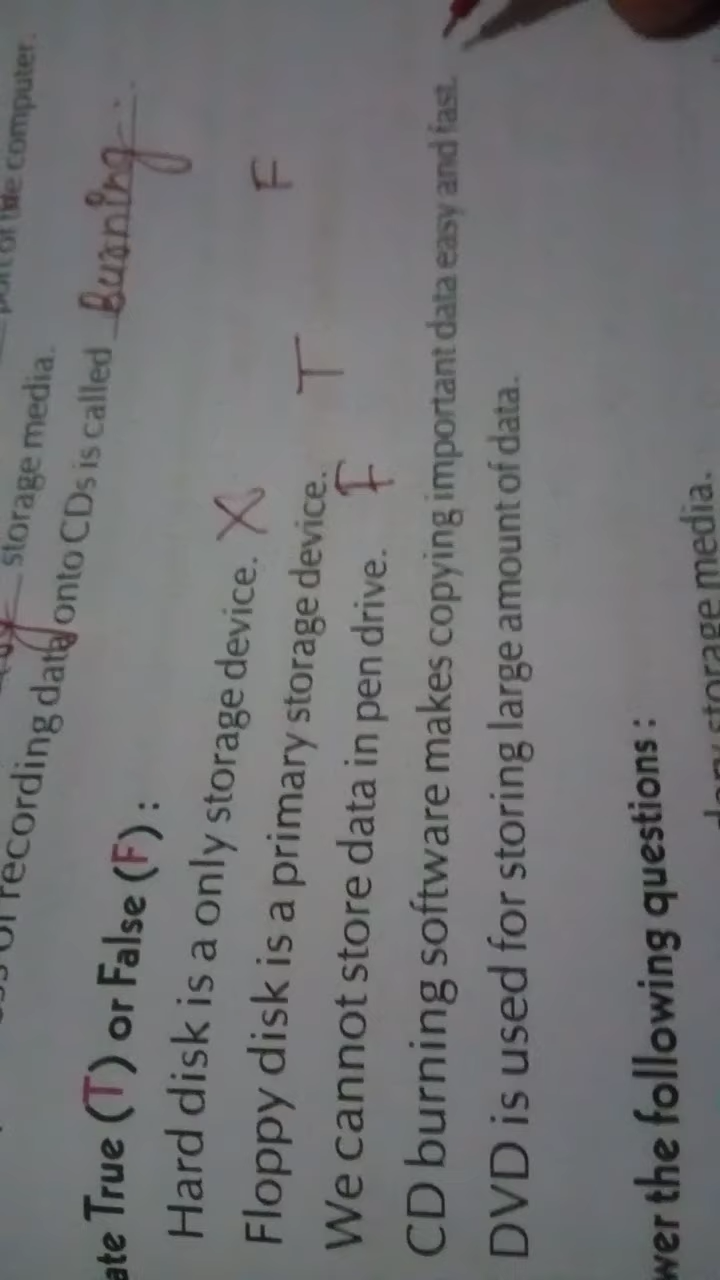 of the computer.
storage media.
recording data onto CDs is called Burning
ate True (T) or False (F) :
Hard disk is a only storage device. X F
Floppy disk is a primary storage device. T
We cannot store data in pen drive. F
CD burning software makes copying important data easy and fast.
DVD is used for storing large amount of data.
wer the following questions :
storage media.